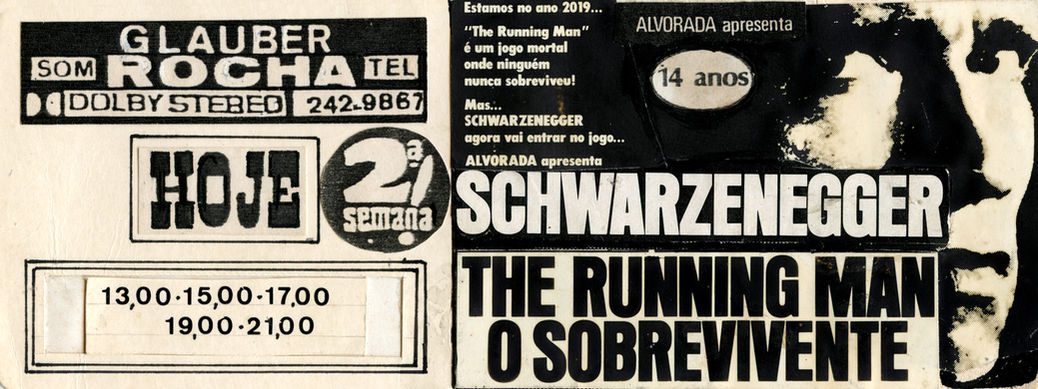 GLAUBER
SOM ROCHA TEL
DOLBY STEREO 242-9867
HOJE
2ª semana
13,00·15,00·17,00
19,00·21,00
Estamos no ano 2019...
“The Running Man”
é um jogo mortal
onde ninguém
nunca sobreviveu!
Mas...
SCHWARZENEGGER
agora vai entrar no jogo...
ALVORADA apresenta
ALVORADA apresenta
14 anos
SCHWARZENEGGER
THE RUNNING MAN
O SOBREVIVENTE